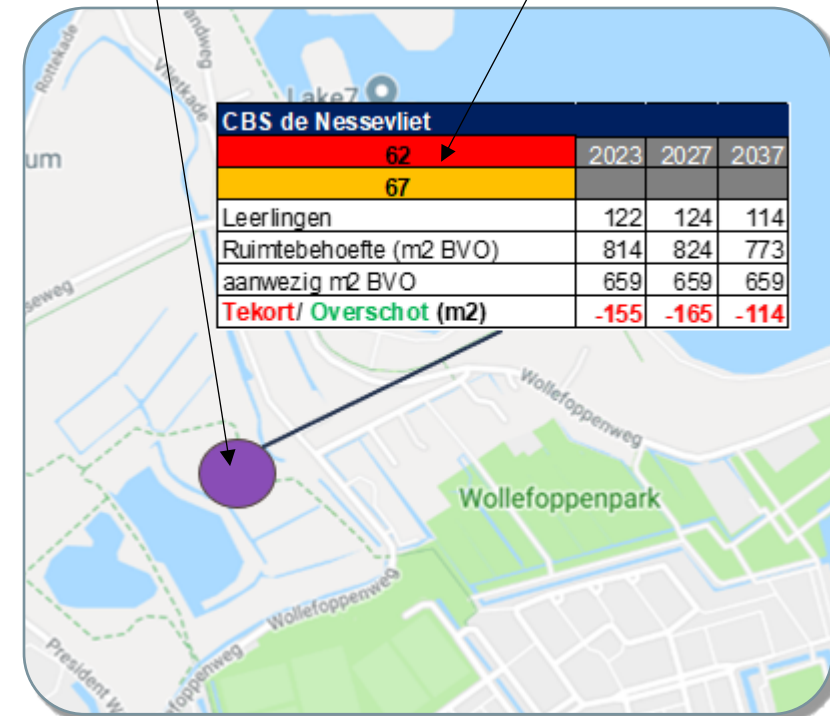 Rottekade
Vlietkade
andweg
Lake7
um
CBS de Nessevliet
62 2023 2027 2037
67
Leerlingen 122 124 114
Ruimtebehoefte (m2 BVO) 814 824 773
aanwezig m2 BVO 659 659 659
Tekort/ Overschot (m2) -155 -165 -114
seweg
Wollefoppenweg
Wollefoppenpark
Wollefoppenweg
President W
foppenweg